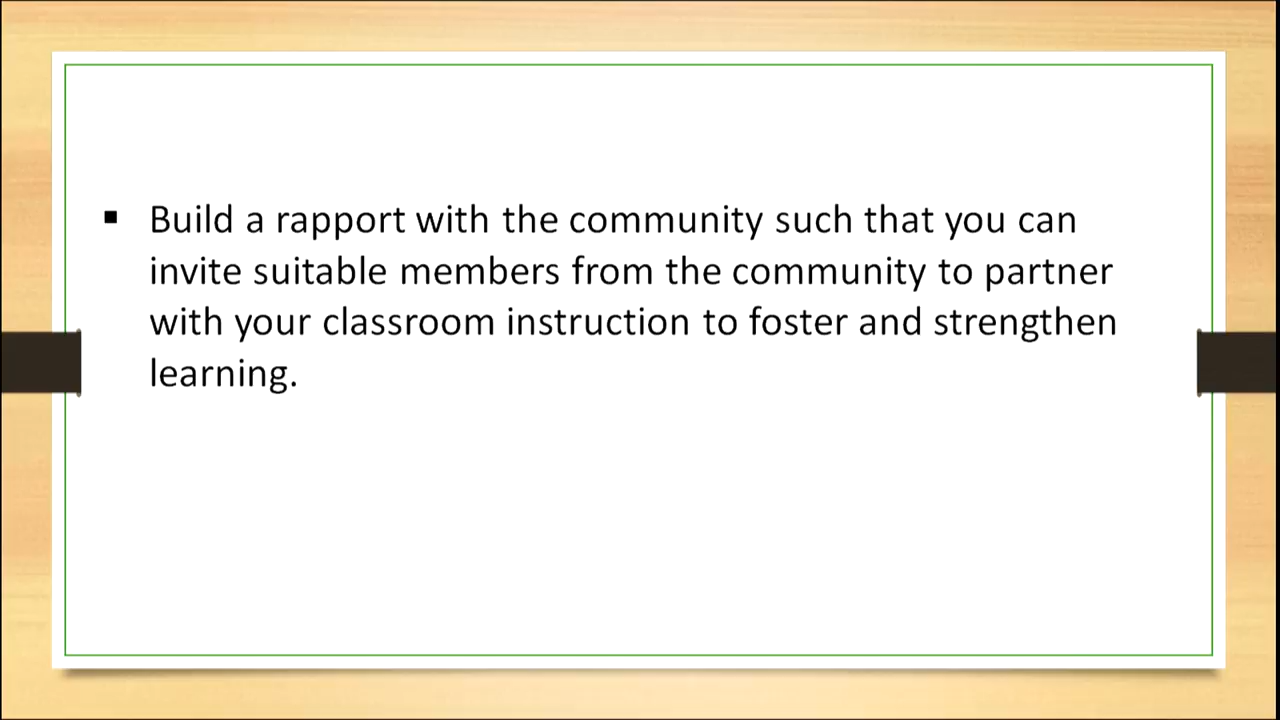 ▪ Build a rapport with the community such that you can
invite suitable members from the community to partner
with your classroom instruction to foster and strengthen
learning.